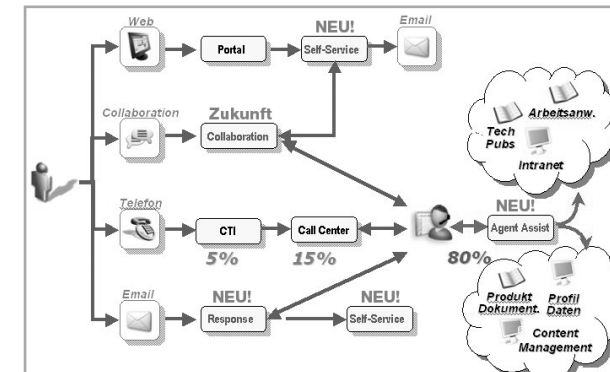 Web
Portal
NEU!
Self-Service
Email
Collaboration
Zukunft
Collaboration
Tech
Pubs
Arbeitsanw.
Intranet
Telefon
CTI
5%
Call Center
15%
80%
NEU!
Agent Assist
Email
NEU!
Response
NEU!
Self-Service
Produkt
Dokument.
Profil
Daten
Content
Management